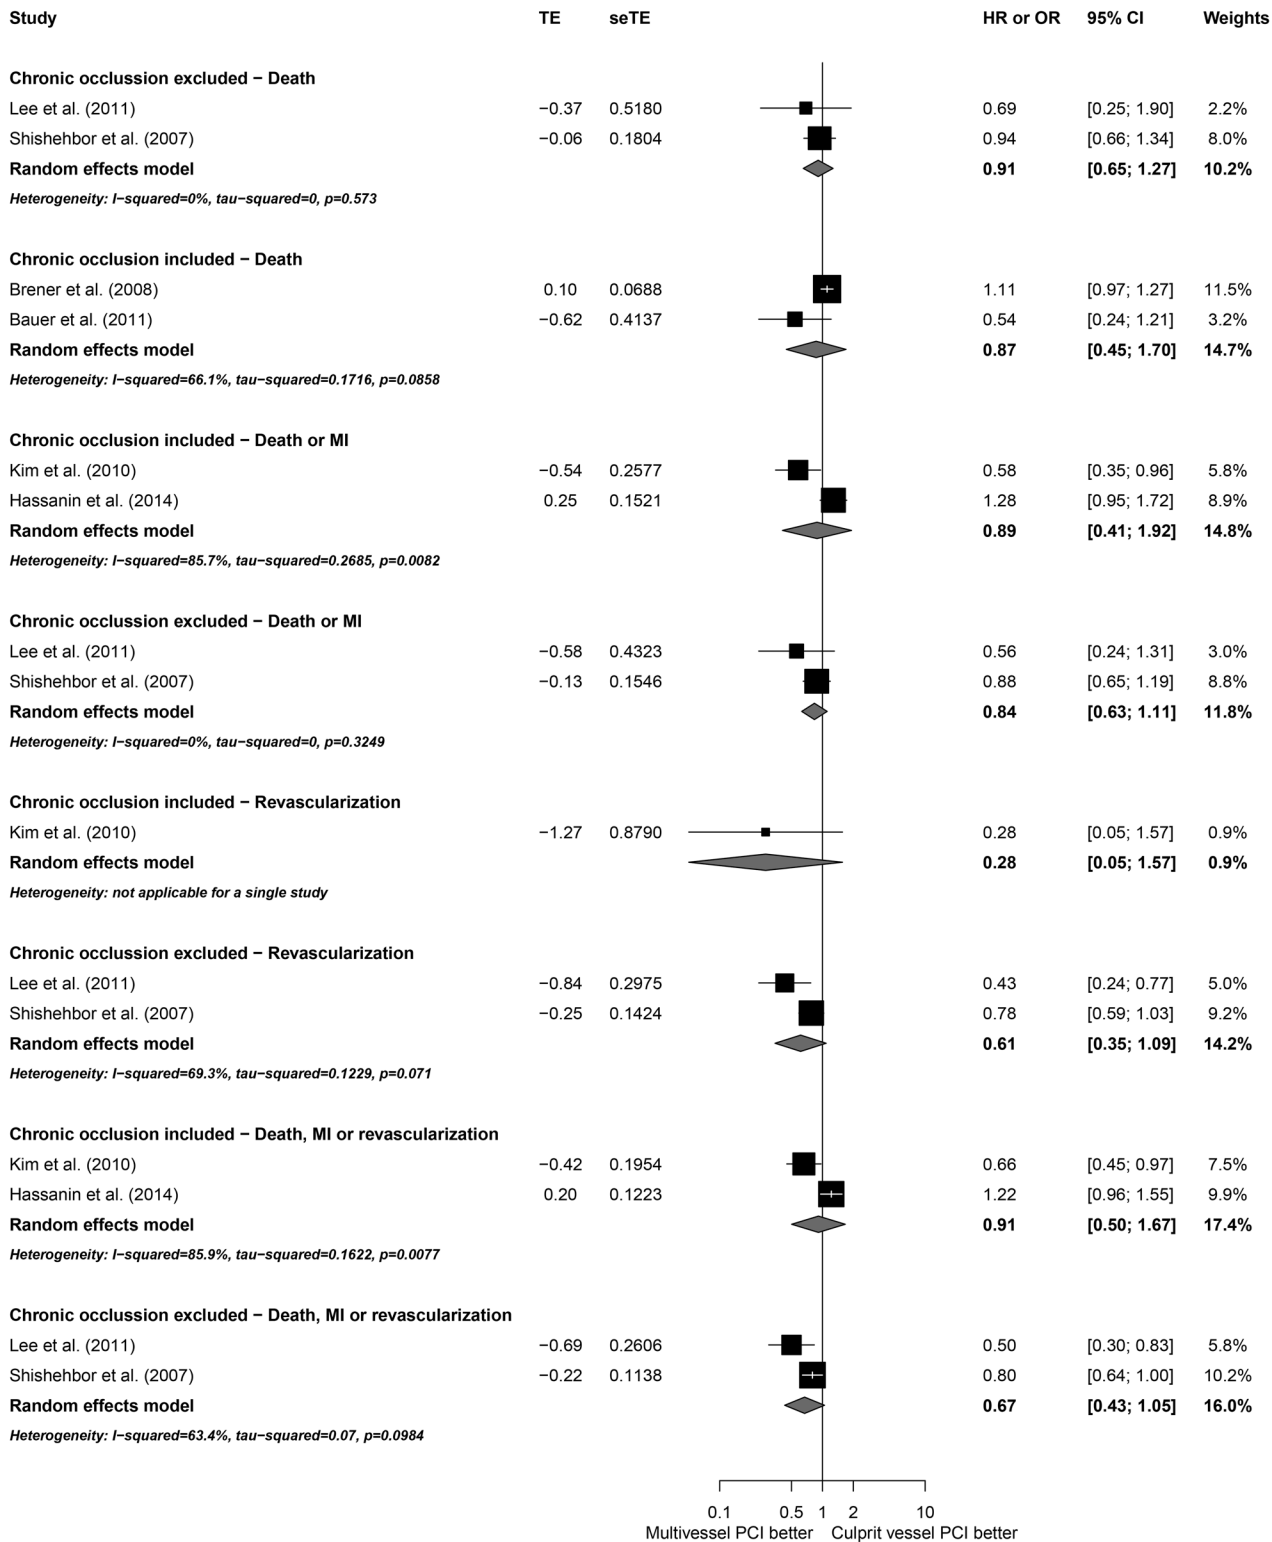 Study TE seTE HR or OR 95% CI Weights
Chronic occlussion excluded − Death
Lee et al. (2011) −0.37 0.5180 0.69 [0.25; 1.90] 2.2%
Shishehbor et al. (2007) −0.06 0.1804 0.94 [0.66; 1.34] 8.0%
Random effects model 0.91 [0.65; 1.27] 10.2%
Heterogeneity: I−squared=0%, tau−squared=0, p=0.573
Chronic occlusion included − Death
Brener et al. (2008) 0.10 0.0688 1.11 [0.97; 1.27] 11.5%
Bauer et al. (2011) −0.62 0.4137 0.54 [0.24; 1.21] 3.2%
Random effects model 0.87 [0.45; 1.70] 14.7%
Heterogeneity: I−squared=66.1%, tau−squared=0.1716, p=0.0858
Chronic occlusion included − Death or MI
Kim et al. (2010) −0.54 0.2577 0.58 [0.35; 0.96] 5.8%
Hassanin et al. (2014) 0.25 0.1521 1.28 [0.95; 1.72] 8.9%
Random effects model 0.89 [0.41; 1.92] 14.8%
Heterogeneity: I−squared=85.7%, tau−squared=0.2685, p=0.0082
Chronic occlussion excluded − Death or MI
Lee et al. (2011) −0.58 0.4323 0.56 [0.24; 1.31] 3.0%
Shishehbor et al. (2007) −0.13 0.1546 0.88 [0.65; 1.19] 8.8%
Random effects model 0.84 [0.63; 1.11] 11.8%
Heterogeneity: I−squared=0%, tau−squared=0, p=0.3249
Chronic occlusion included − Revascularization
Kim et al. (2010) −1.27 0.8790 0.28 [0.05; 1.57] 0.9%
Random effects model 0.28 [0.05; 1.57] 0.9%
Heterogeneity: not applicable for a single study
Chronic occlussion excluded − Revascularization
Lee et al. (2011) −0.84 0.2975 0.43 [0.24; 0.77] 5.0%
Shishehbor et al. (2007) −0.25 0.1424 0.78 [0.59; 1.03] 9.2%
Random effects model 0.61 [0.35; 1.09] 14.2%
Heterogeneity: I−squared=69.3%, tau−squared=0.1229, p=0.071
Chronic occlusion included − Death, MI or revascularization
Kim et al. (2010) −0.42 0.1954 0.66 [0.45; 0.97] 7.5%
Hassanin et al. (2014) 0.20 0.1223 1.22 [0.96; 1.55] 9.9%
Random effects model 0.91 [0.50; 1.67] 17.4%
Heterogeneity: I−squared=85.9%, tau−squared=0.1622, p=0.0077
Chronic occlussion excluded − Death, MI or revascularization
Lee et al. (2011) −0.69 0.2606 0.50 [0.30; 0.83] 5.8%
Shishehbor et al. (2007) −0.22 0.1138 0.80 [0.64; 1.00] 10.2%
Random effects model 0.67 [0.43; 1.05] 16.0%
Heterogeneity: I−squared=63.4%, tau−squared=0.07, p=0.0984
0.1 0.5 1 2 10
Multivessel PCI better Culprit vessel PCI better